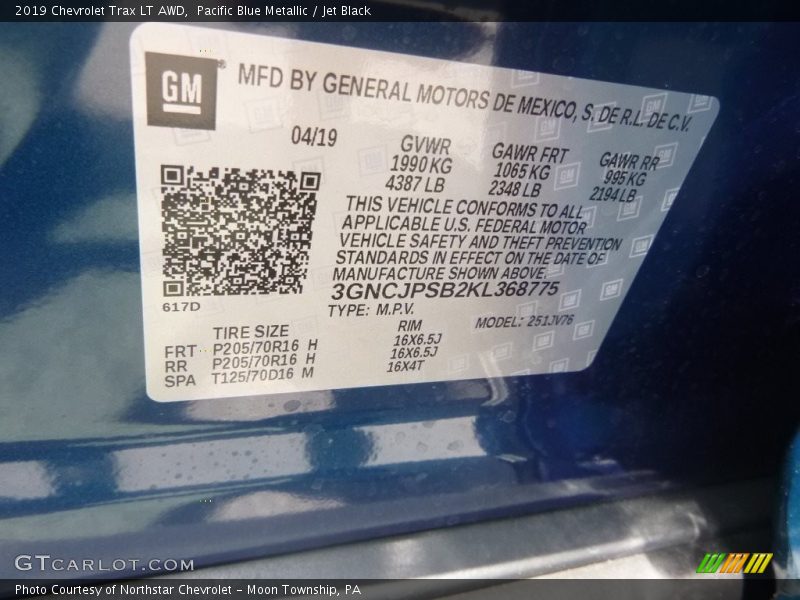 2019 Chevrolet Trax LT AWD, Pacific Blue Metallic / Jet Black
GM
MFD BY GENERAL MOTORS DE MEXICO, S. DE R.L. DE C.V.
04/19
GVWR
1990 KG
4387 LB
GAWR FRT
1065 KG
2348 LB
GAWR RR
995 KG
2194 LB
THIS VEHICLE CONFORMS TO ALL
APPLICABLE U.S. FEDERAL MOTOR
VEHICLE SAFETY AND THEFT PREVENTION
STANDARDS IN EFFECT ON THE DATE OF
MANUFACTURE SHOWN ABOVE.
3GNCJPSB2KL368775
TYPE: M.P.V.
MODEL: 251JV76
617D
TIRE SIZE
RIM
FRT P205/70R16 H 16X6.5J
RR P205/70R16 H 16X6.5J
SPA T125/70D16 M 16X4T
GTCARLOT.COM
Photo Courtesy of Northstar Chevrolet - Moon Township, PA